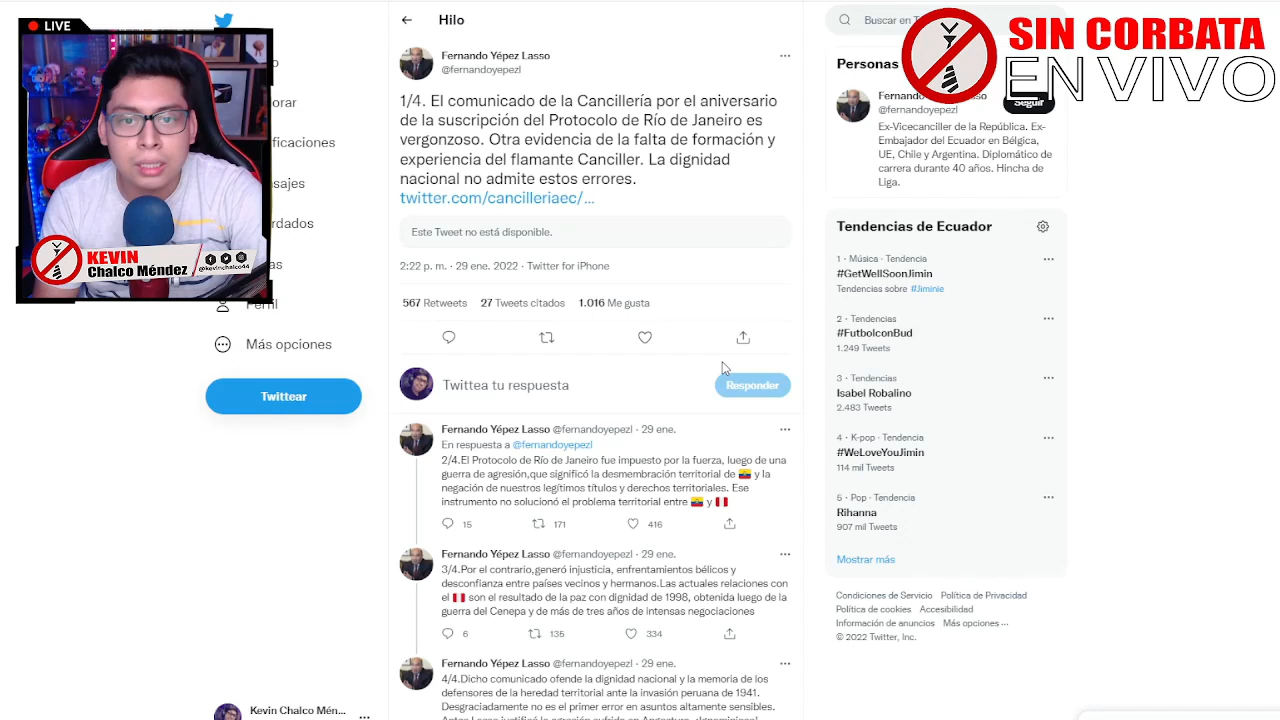 LIVE
KEVIN
Chalco Méndez
@kevinchalco44
orar
ficaciones
sajes
rdados
as
Perfil
Más opciones
Twittear
Kevin Chalco Mén...
Hilo
Fernando Yépez Lasso
@fernandoyepezl
1/4. El comunicado de la Cancillería por el aniversario
de la suscripción del Protocolo de Río de Janeiro es
vergonzoso. Otra evidencia de la falta de formación y
experiencia del flamante Canciller. La dignidad
nacional no admite estos errores.
twitter.com/cancilleriaec/...
Este Tweet no está disponible.
2:22 p. m. · 29 ene. 2022 · Twitter for iPhone
567 Retweets 27 Tweets citados 1.016 Me gusta
Twittea tu respuesta
Responder
Fernando Yépez Lasso @fernandoyepezl · 29 ene.
En respuesta a @fernandoyepezl
2/4.El Protocolo de Río de Janeiro fue impuesto por la fuerza, luego de una
guerra de agresión,que significó la desmembración territorial de 🇪🇨 y la
negación de nuestros legítimos títulos y derechos territoriales. Ese
instrumento no solucionó el problema territorial entre 🇪🇨 y 🇵🇪
15 171 416
Fernando Yépez Lasso @fernandoyepezl · 29 ene.
3/4.Por el contrario,generó injusticia, enfrentamientos bélicos y
desconfianza entre países vecinos y hermanos.Las actuales relaciones con
el 🇵🇪 son el resultado de la paz con dignidad de 1998, obtenida luego de la
guerra del Cenepa y de más de tres años de intensas negociaciones
6 135 334
Fernando Yépez Lasso @fernandoyepezl · 29 ene.
4/4.Dicho comunicado ofende la dignidad nacional y la memoria de los
defensores de la heredad territorial ante la invasión peruana de 1941.
Desgraciadamente no es el primer error en asuntos altamente sensibles.
Buscar en
SIN CORBATA
EN VIVO
Personas
Fernando
@fernandoyepezl
Seguir
Ex-Vicecanciller de la República. Ex-
Embajador del Ecuador en Bélgica,
UE, Chile y Argentina. Diplomático de
carrera durante 40 años. Hincha de
Liga.
Tendencias de Ecuador
1 · Música · Tendencia
#GetWellSoonJimin
Tendencias sobre #Jiminie
2 · Tendencias
#FutbolconBud
1.249 Tweets
3 · Tendencias
Isabel Robalino
2.483 Tweets
4 · K-pop · Tendencia
#WeLoveYouJimin
114 mil Tweets
5 · Pop · Tendencia
Rihanna
907 mil Tweets
Mostrar más
Condiciones de Servicio Política de Privacidad
Política de cookies Accesibilidad
Información de anuncios Más opciones ···
© 2022 Twitter, Inc.